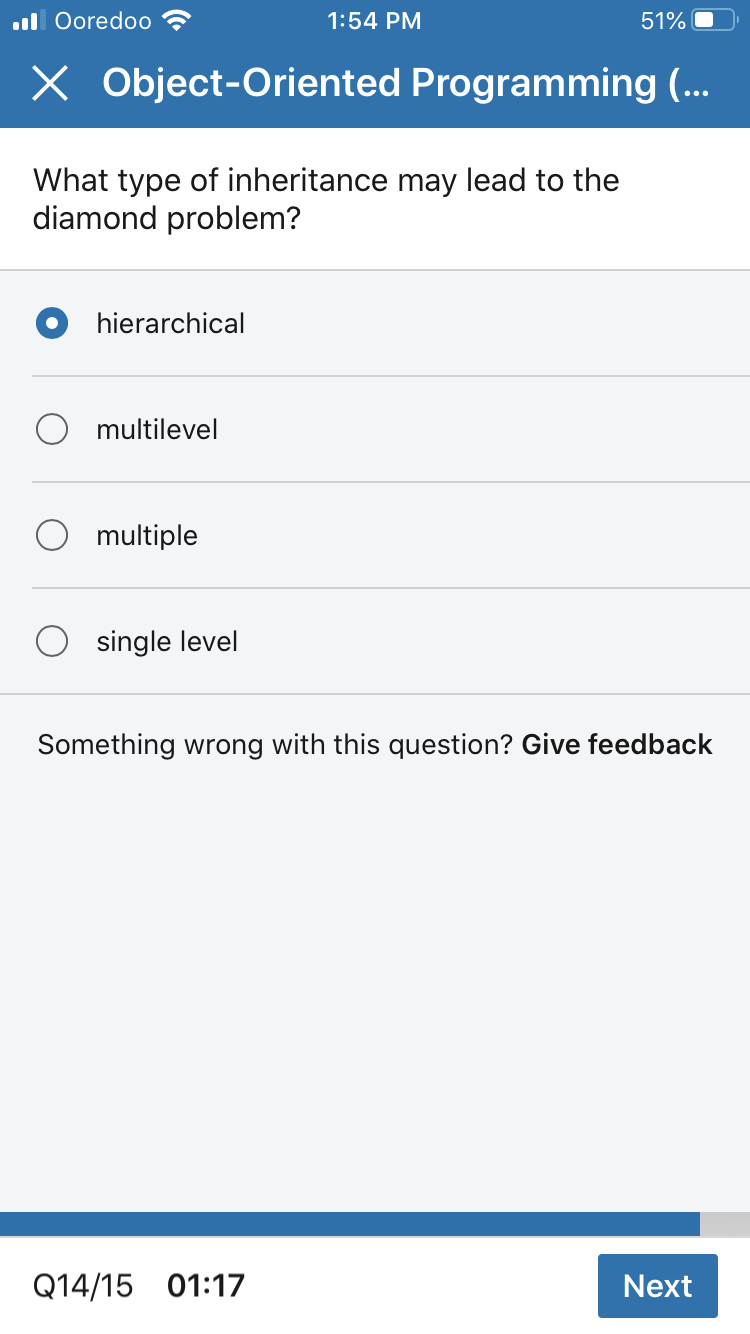 Ooredoo 1:54 PM 51%
Object-Oriented Programming (...
What type of inheritance may lead to the
diamond problem?
hierarchical
multilevel
multiple
single level
Something wrong with this question? Give feedback
Q14/15 01:17 Next